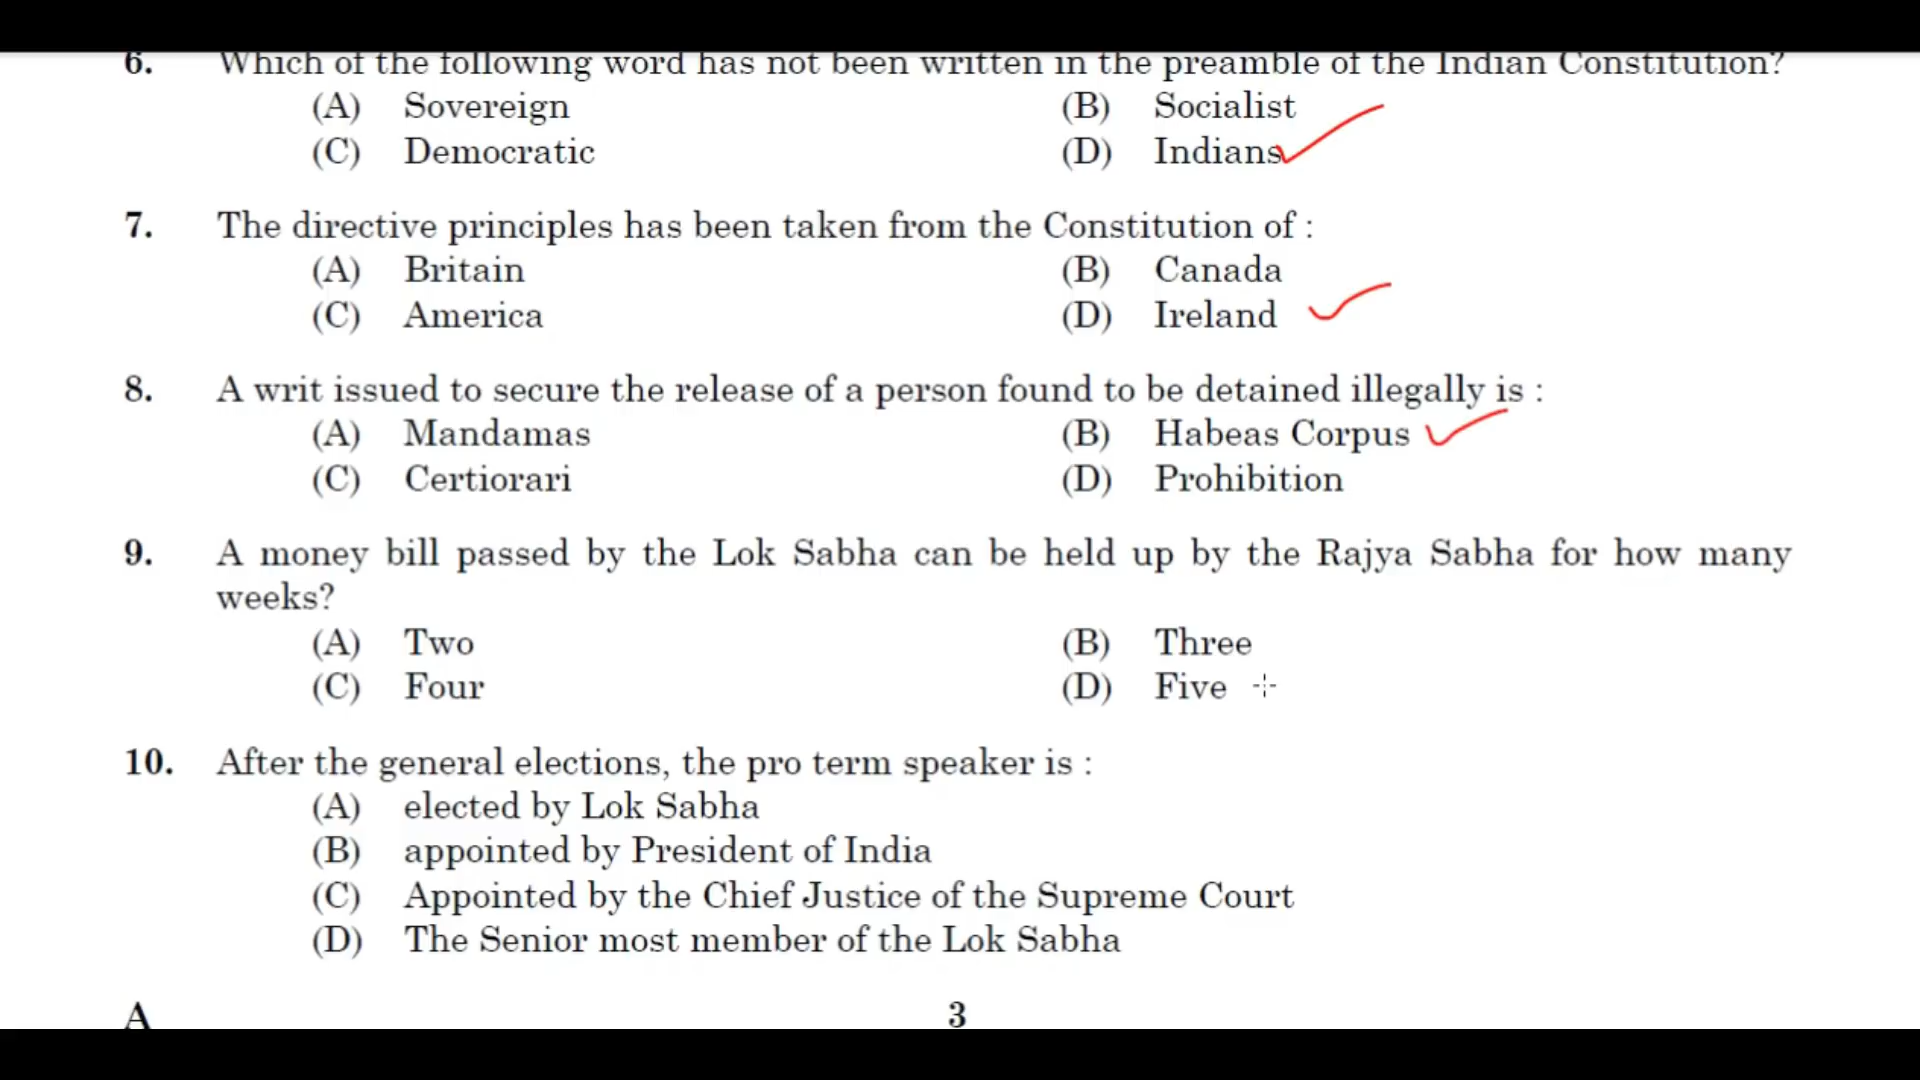 6. Which of the following word has not been written in the preamble of the Indian Constitution?
(A) Sovereign (B) Socialist
(C) Democratic (D) Indians
7. The directive principles has been taken from the Constitution of :
(A) Britain (B) Canada
(C) America (D) Ireland
8. A writ issued to secure the release of a person found to be detained illegally is :
(A) Mandamas (B) Habeas Corpus
(C) Certiorari (D) Prohibition
9. A money bill passed by the Lok Sabha can be held up by the Rajya Sabha for how many
weeks?
(A) Two (B) Three
(C) Four (D) Five
10. After the general elections, the pro term speaker is :
(A) elected by Lok Sabha
(B) appointed by President of India
(C) Appointed by the Chief Justice of the Supreme Court
(D) The Senior most member of the Lok Sabha
A 3